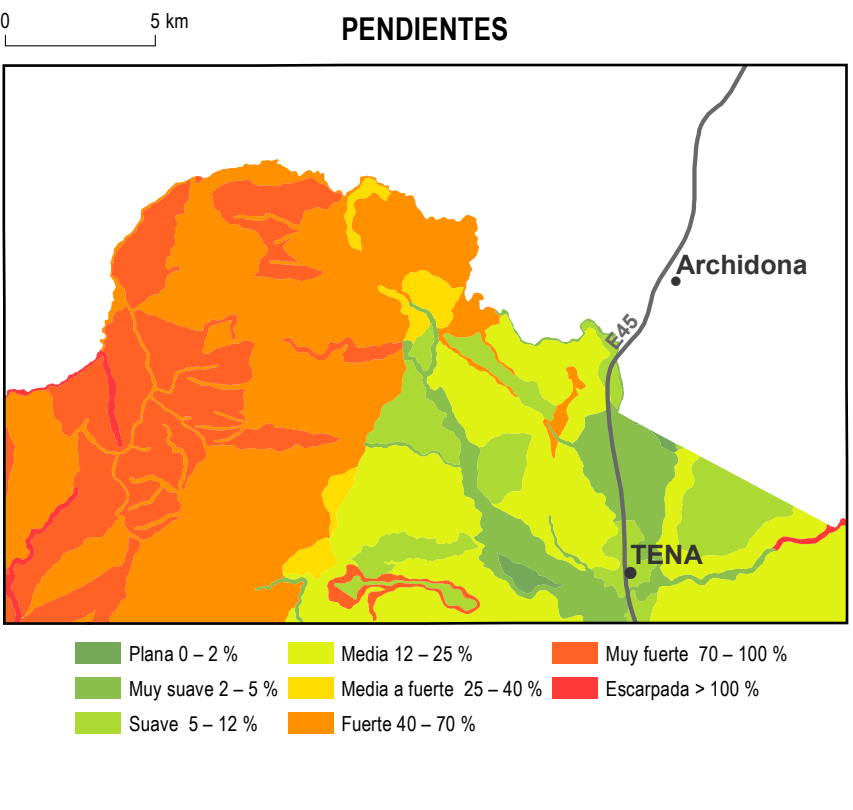 0 5 km
PENDIENTES
Archidona
E45
TENA
Plana 0 – 2 %
Muy suave 2 – 5 %
Suave 5 – 12 %
Media 12 – 25 %
Media a fuerte 25 – 40 %
Fuerte 40 – 70 %
Muy fuerte 70 – 100 %
Escarpada > 100 %